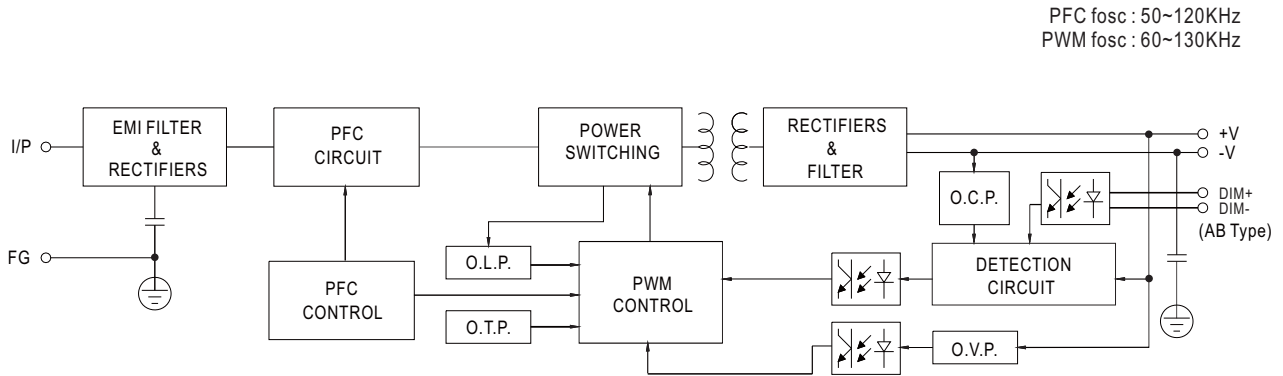 PFC fosc : 50~120KHz
PWM fosc : 60~130KHz
I/P
EMI FILTER
&
RECTIFIERS
PFC
CIRCUIT
POWER
SWITCHING
RECTIFIERS
&
FILTER
+V
-V
DIM+
DIM-
(AB Type)
O.C.P.
FG
O.L.P.
PFC
CONTROL
PWM
CONTROL
DETECTION
CIRCUIT
O.T.P.
O.V.P.